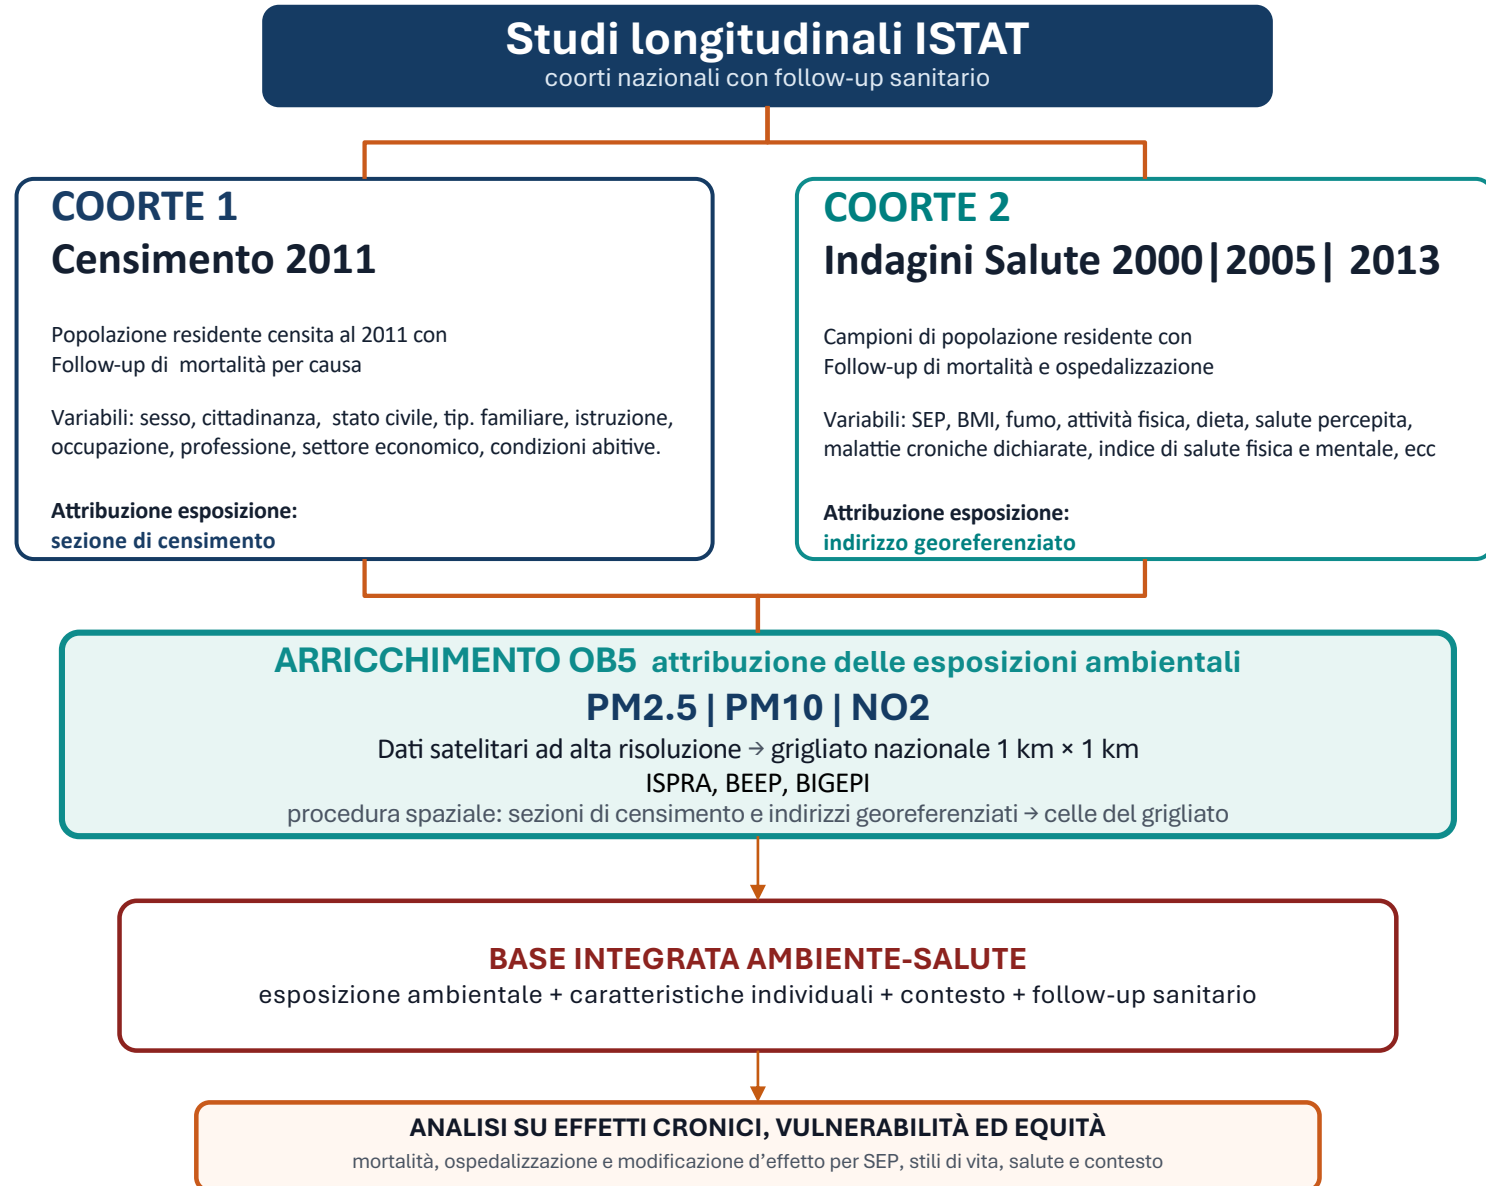 Studi longitudinali ISTAT
coorti nazionali con follow-up sanitario
COORTE 1
Censimento 2011
Popolazione residente censita al 2011 con
Follow-up di mortalità per causa
Variabili: sesso, cittadinanza, stato civile, tip. familiare, istruzione,
occupazione, professione, settore economico, condizioni abitive.
Attribuzione esposizione:
sezione di censimento
COORTE 2
Indagini Salute 2000|2005| 2013
Campioni di popolazione residente con
Follow-up di mortalità e ospedalizzazione
Variabili: SEP, BMI, fumo, attività fisica, dieta, salute percepita,
malattie croniche dichiarate, indice di salute fisica e mentale, ecc
Attribuzione esposizione:
indirizzo georeferenziato
ARRICCHIMENTO OB5 attribuzione delle esposizioni ambientali
PM2.5 | PM10 | NO2
Dati satelitari ad alta risoluzione → grigliato nazionale 1 km × 1 km
ISPRA, BEEP, BIGEPI
procedura spaziale: sezioni di censimento e indirizzi georeferenziati → celle del grigliato
BASE INTEGRATA AMBIENTE-SALUTE
esposizione ambientale + caratteristiche individuali + contesto + follow-up sanitario
ANALISI SU EFFETTI CRONICI, VULNERABILITÀ ED EQUITÀ
mortalità, ospedalizzazione e modificazione d'effetto per SEP, stili di vita, salute e contesto